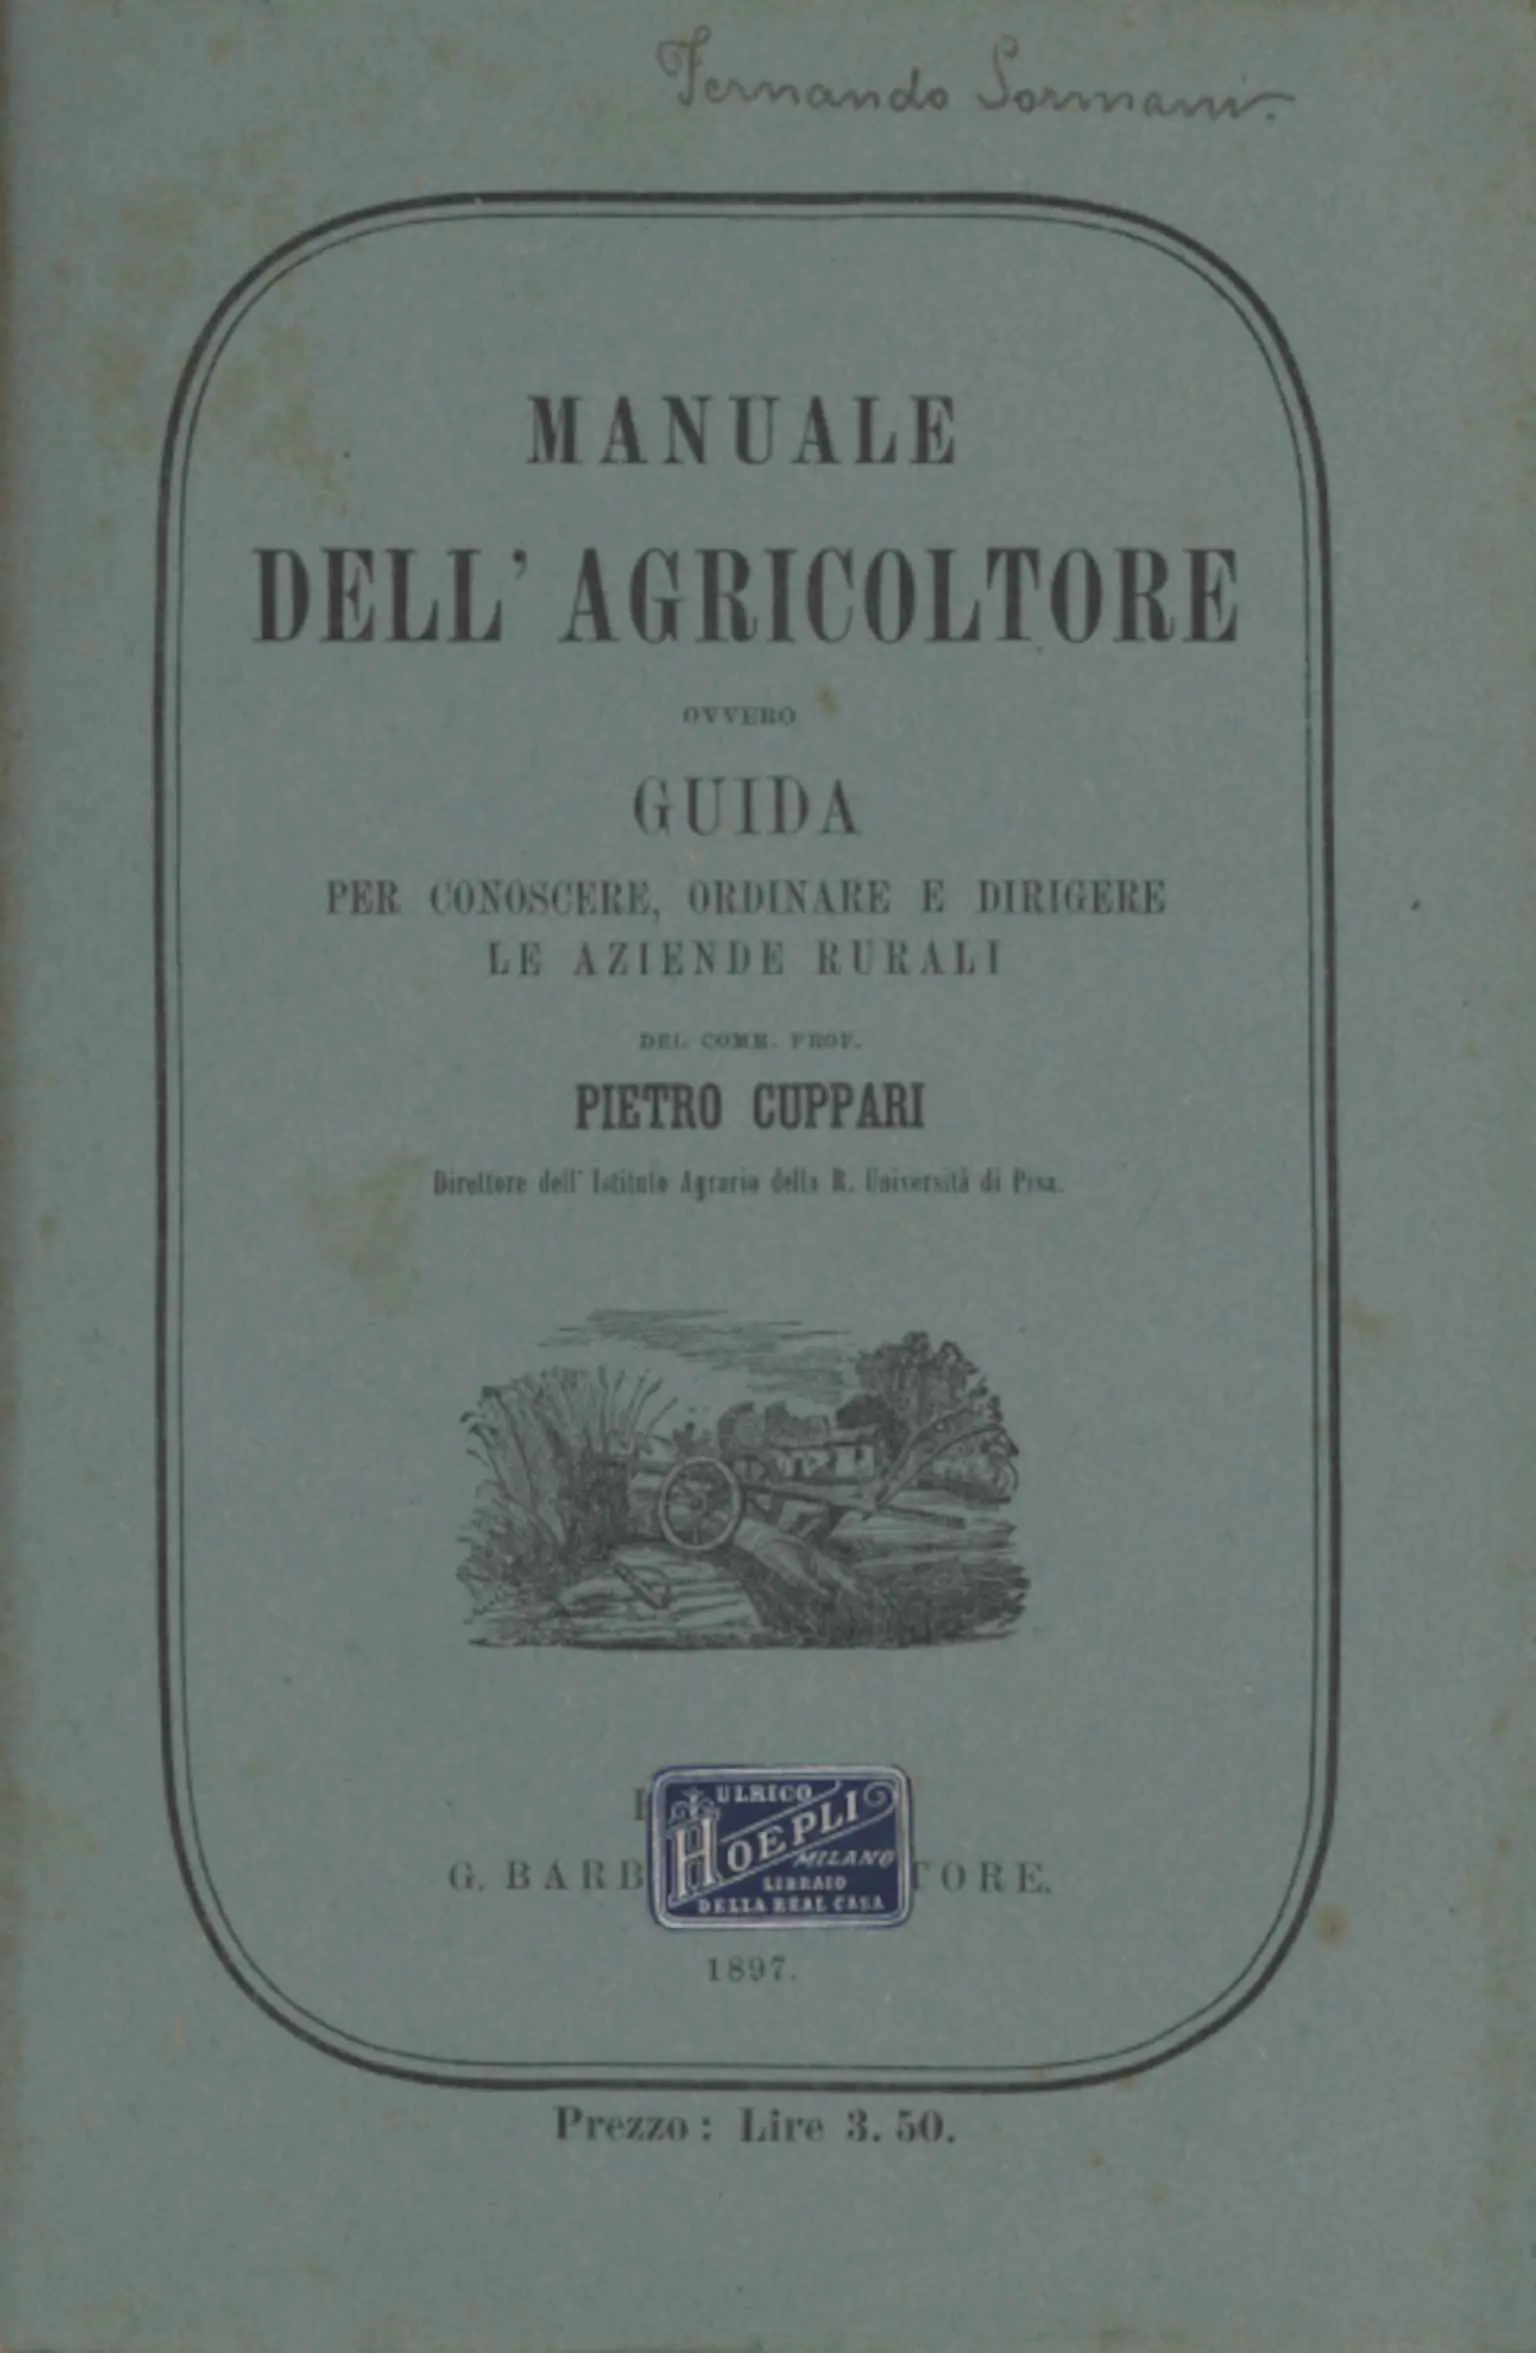 Fernando Sormani.
MANUALE
DELL' AGRICOLTORE
OVVERO
GUIDA
PER CONOSCERE, ORDINARE E DIRIGERE
LE AZIENDE RURALI
DEL COMM. PROF.
PIETRO CUPPARI
Direttore dell' Istituto Agrario della R. Università di Pisa.
ULRICO
HOEPLI
MILANO
LIBRAIO
DELLA REAL CASA
G. BARB TORE.
1897.
Prezzo: Lire 3. 50.